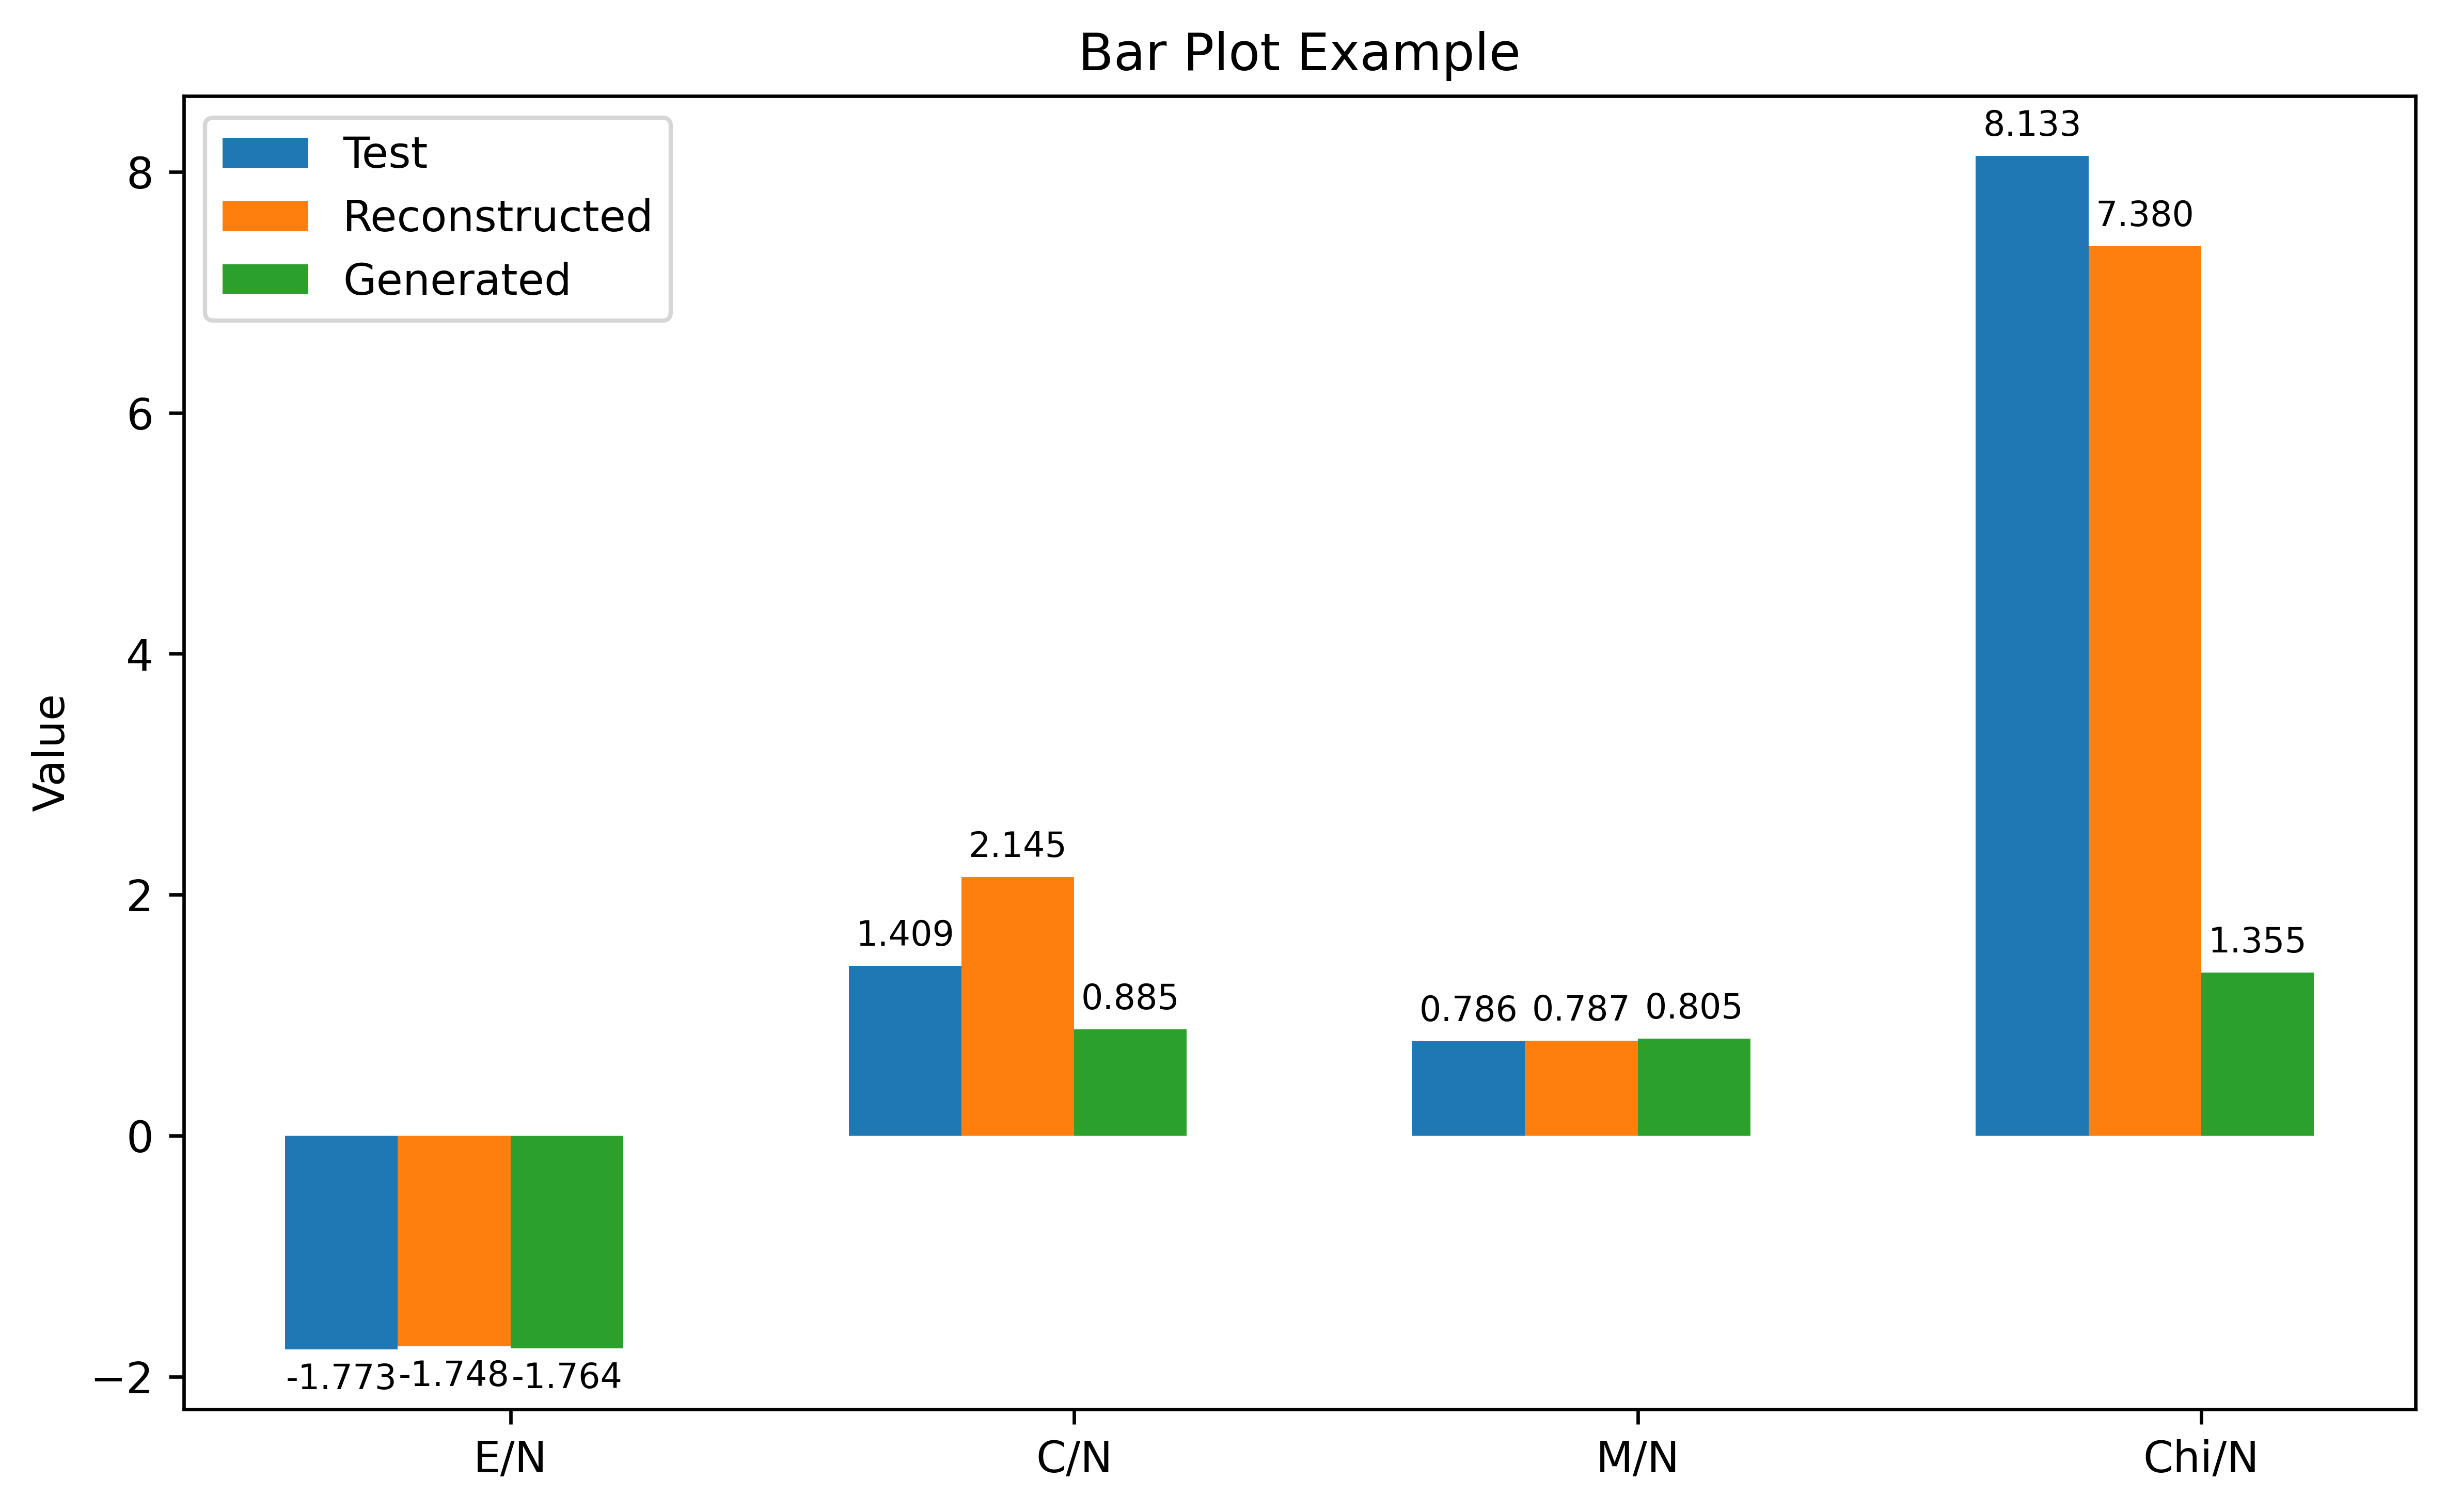 Bar Plot Example
Test
Reconstructed
Generated
Value
8
6
4
2
0
−2
-1.773
-1.748
-1.764
1.409
2.145
0.885
0.786
0.787
0.805
8.133
7.380
1.355
E/N
C/N
M/N
Chi/N